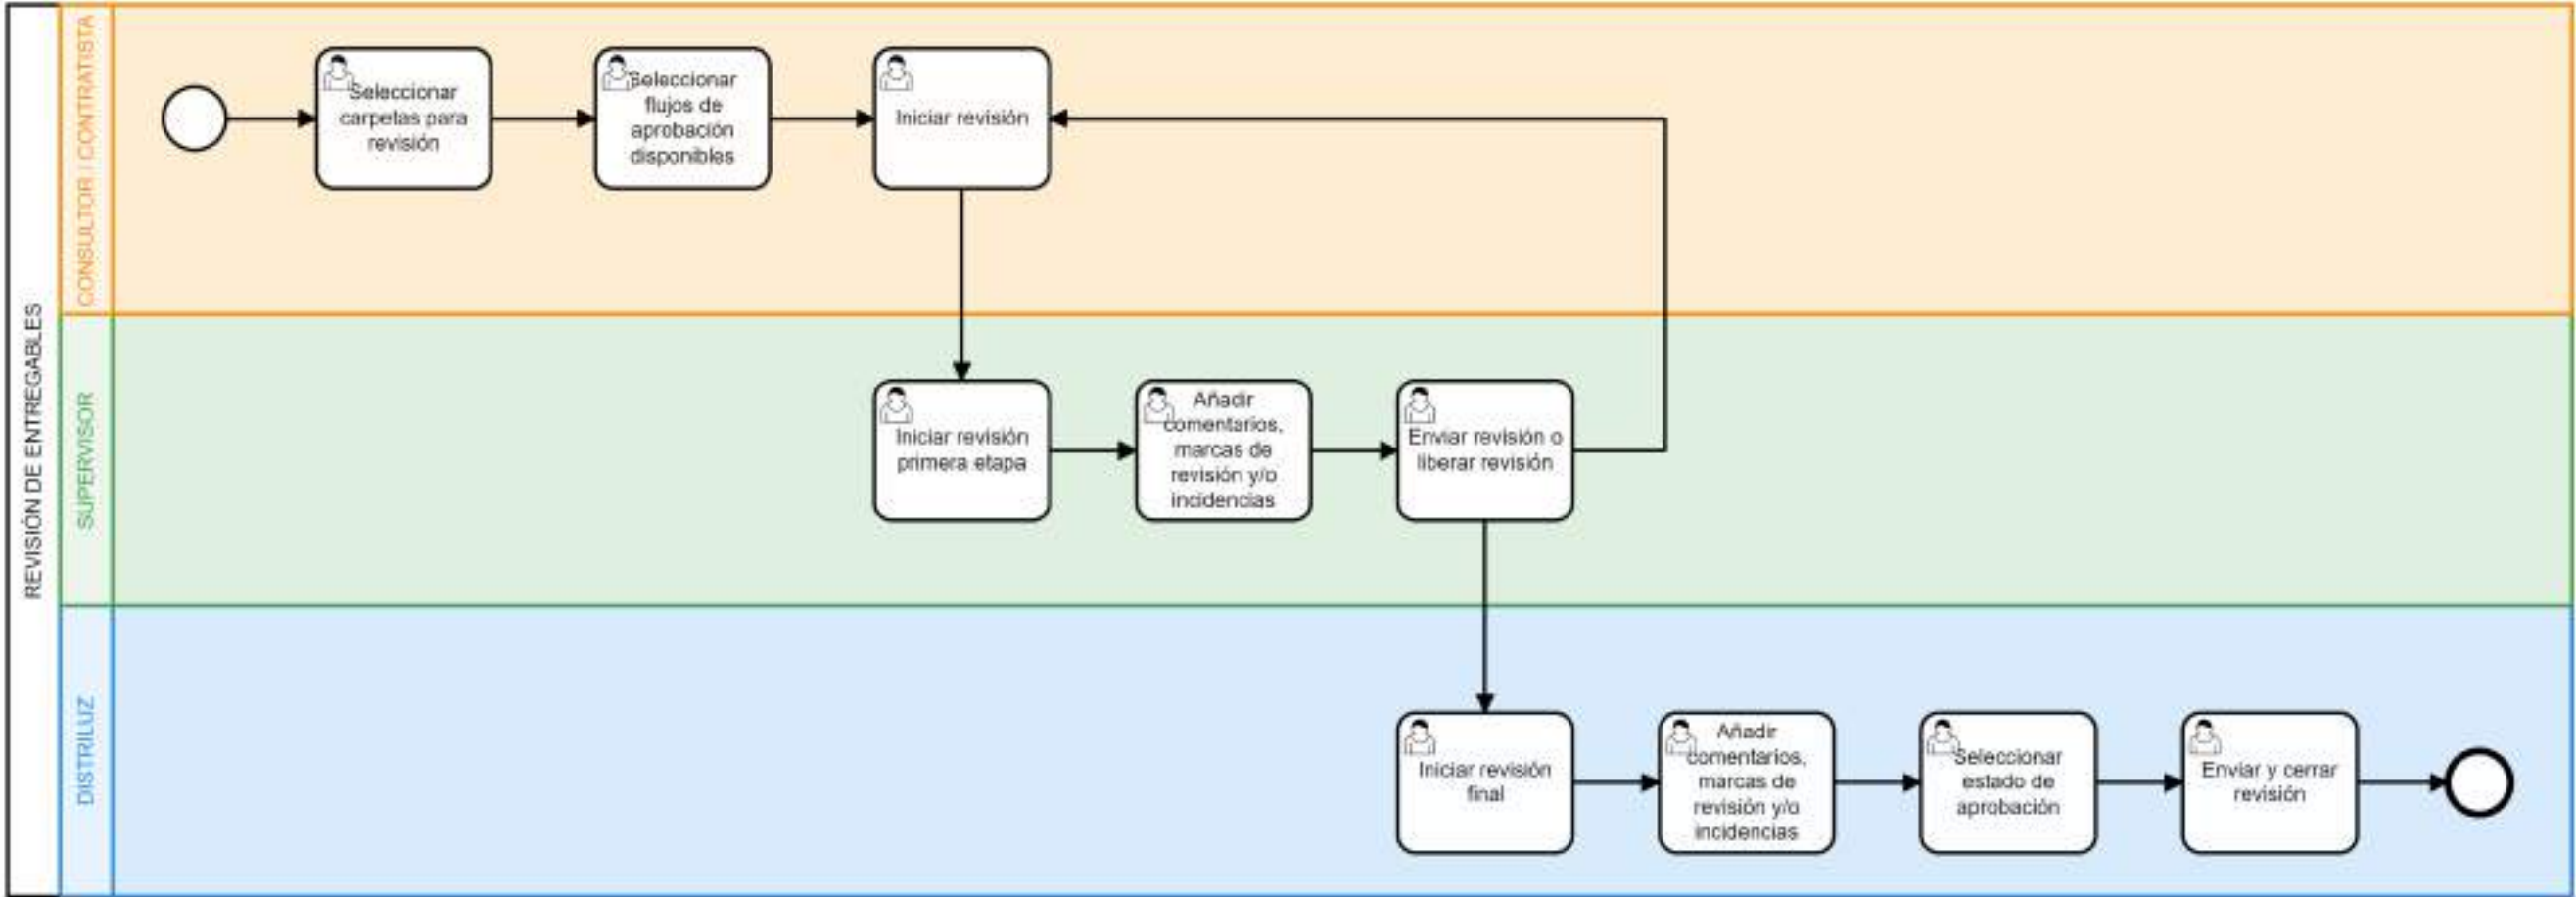 REVISIÓN DE ENTREGABLES
CONSULTOR / CONTRATISTA
Seleccionar
carpetas para
revisión
Seleccionar
flujos de
aprobación
disponibles
Iniciar revisión
SUPERVISOR
Iniciar revisión
primera etapa
Añadir
comentarios,
marcas de
revisión y/o
incidencias
Enviar revisión o
liberar revisión
DISTRILUZ
Iniciar revisión
final
Añadir
comentarios,
marcas de
revisión y/o
incidencias
Seleccionar
estado de
aprobación
Enviar y cerrar
revisión